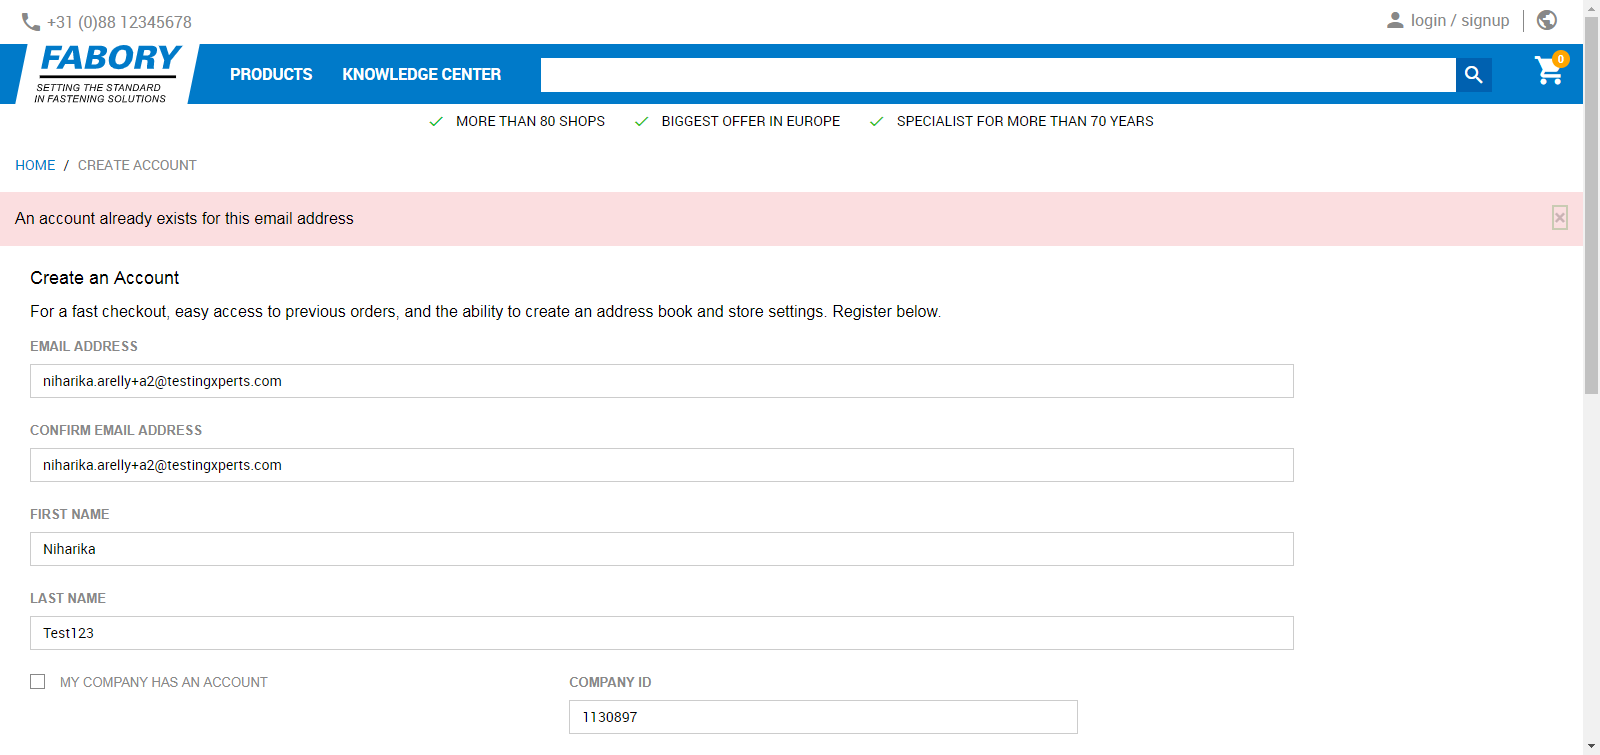 +31 (0)88 12345678
login / signup
FABORY
SETTING THE STANDARD
IN FASTENING SOLUTIONS
PRODUCTS
KNOWLEDGE CENTER
0
MORE THAN 80 SHOPS
BIGGEST OFFER IN EUROPE
SPECIALIST FOR MORE THAN 70 YEARS
HOME / CREATE ACCOUNT
An account already exists for this email address
×
Create an Account
For a fast checkout, easy access to previous orders, and the ability to create an address book and store settings. Register below.
EMAIL ADDRESS
niharika.arelly+a2@testingxperts.com
CONFIRM EMAIL ADDRESS
niharika.arelly+a2@testingxperts.com
FIRST NAME
Niharika
LAST NAME
Test123
MY COMPANY HAS AN ACCOUNT
COMPANY ID
1130897